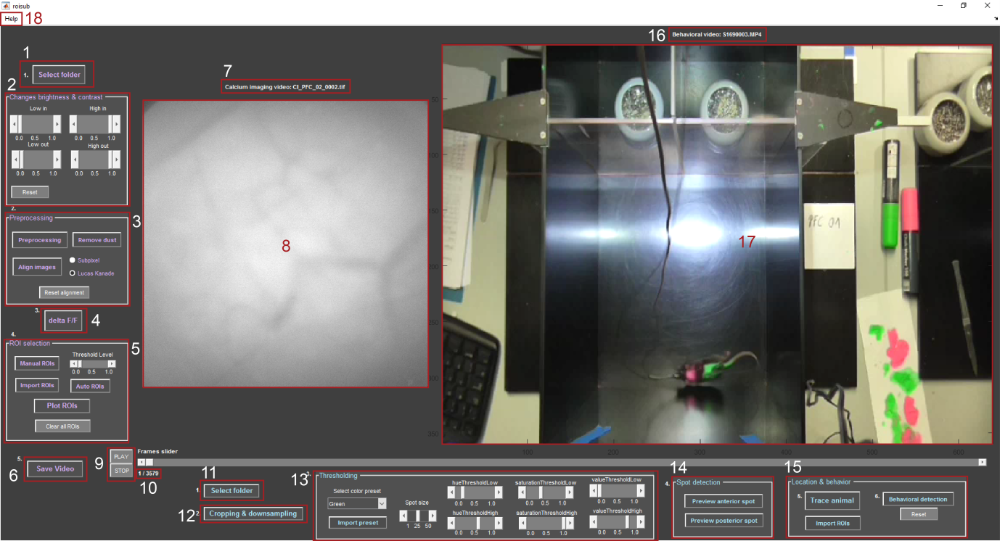 roisub
Help 18
16 Behavioral video: S1690003.MP4
1
1. Select folder
2
Changes brightness & contrast
Low in High in
0.0 0.5 1.0 0.0 0.5 1.0
Low out High out
0.0 0.5 1.0 0.0 0.5 1.0
Reset
7
Calcium imaging video: CI_PFC_02_0002.tif
8
50
100
150
200
250
300
350
100 200 300 400 500 600
PFC 01
17
2.
Preprocessing 3
Preprocessing Remove dust
Align images Subpixel
Lucas Kanade
Reset alignment
3.
delta F/F 4
4.
ROI selection 5
Manual ROIs Threshold Level
0.0 0.5 1.0
Import ROIs Auto ROIs
Plot ROIs
Clear all ROIs
5.
6 Save Video
9 PLAY Frames slider
STOP 1 / 3579
10
11
1. Select folder
12 2. Cropping & downsampling
13 3.
Thresholding
Select color preset
Green
Import preset
Spot size
1 25 50
hueThresholdLow saturationThresholdLow valueThresholdLow
0.0 0.5 1.0 0.0 0.5 1.0 0.0 0.5 1.0
hueThresholdHigh saturationThresholdHigh valueThresholdHigh
0.0 0.5 1.0 0.0 0.5 1.0 0.0 0.5 1.0
14
4. Spot detection
Preview anterior spot
Preview posterior spot
15
Location & behavior
5. Trace animal 6. Behavioral detection
Import ROIs Reset